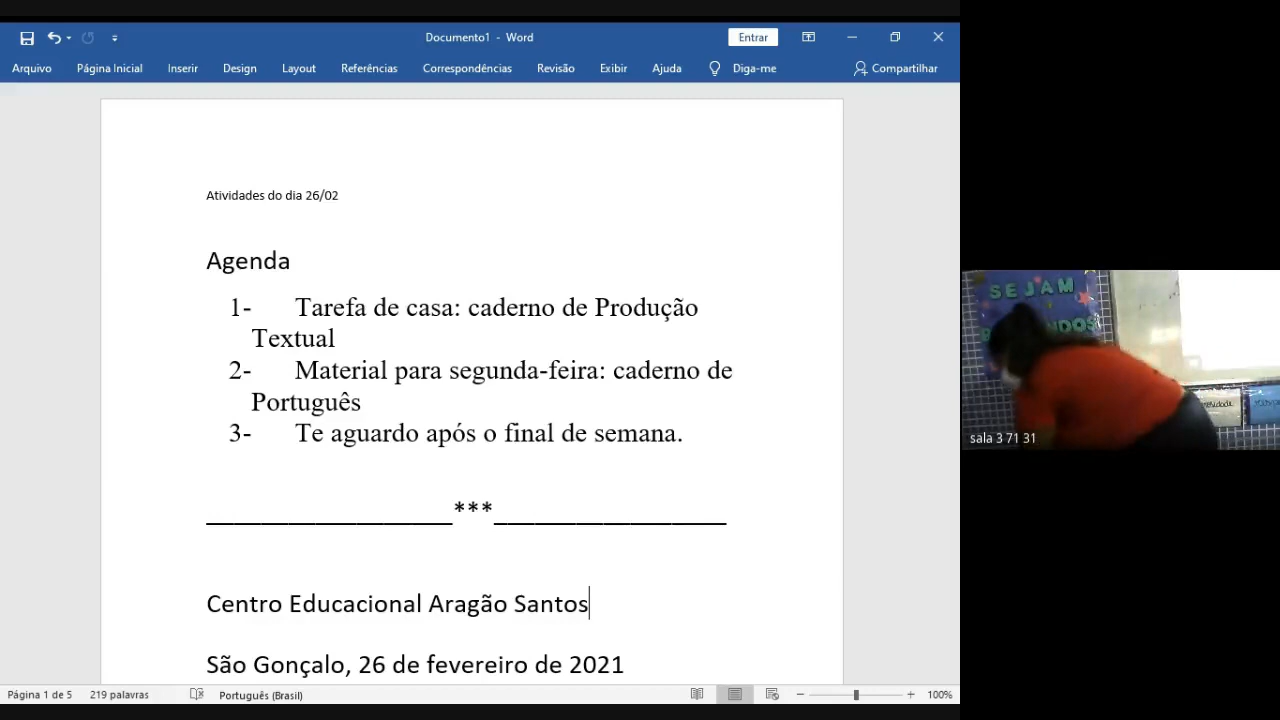 Documento1 - Word
Entrar
Arquivo Página Inicial Inserir Design Layout Referências Correspondências Revisão Exibir Ajuda Diga-me Compartilhar
Atividades do dia 26/02
Agenda
1- Tarefa de casa: caderno de Produção
Textual
2- Material para segunda-feira: caderno de
Português
3- Te aguardo após o final de semana.
__________________***_________________
Centro Educacional Aragão Santos
São Gonçalo, 26 de fevereiro de 2021
Página 1 de 5 219 palavras Português (Brasil) 100%
SEJAM
sala 3 71 31